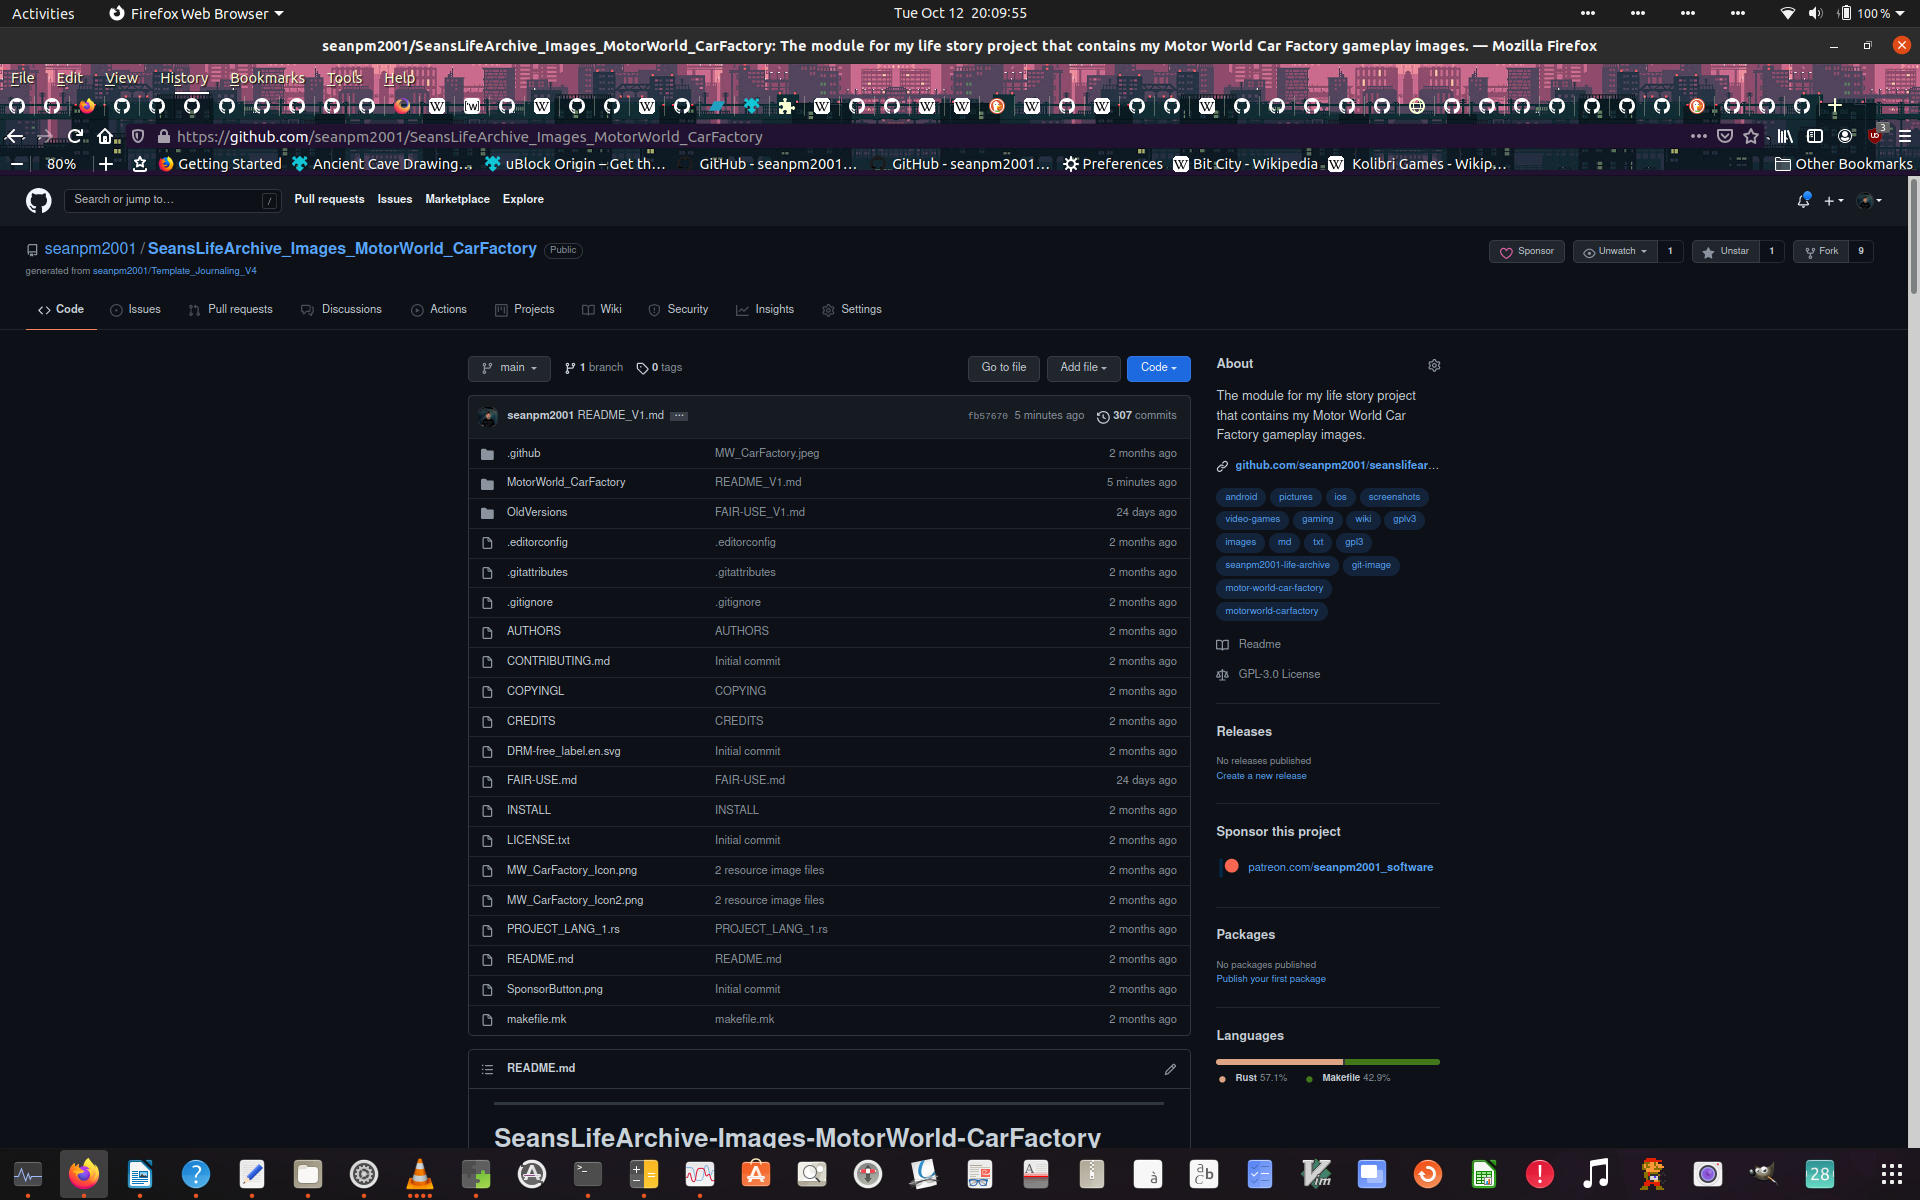 Activities Firefox Web Browser Tue Oct 12 20:09:55 100 %
seanpm2001/SeansLifeArchive_Images_MotorWorld_CarFactory: The module for my life story project that contains my Motor World Car Factory gameplay images. — Mozilla Firefox
File Edit View History Bookmarks Tools Help
https://github.com/seanpm2001/SeansLifeArchive_Images_MotorWorld_CarFactory 3
80% Getting Started Ancient Cave Drawing… uBlock Origin – Get th… GitHub - seanpm2001… GitHub - seanpm2001… Preferences Bit City - Wikipedia Kolibri Games - Wikip… Other Bookmarks
Search or jump to… / Pull requests Issues Marketplace Explore
seanpm2001 / SeansLifeArchive_Images_MotorWorld_CarFactory Public Sponsor Unwatch 1 Unstar 1 Fork 9
generated from seanpm2001/Template_Journaling_V4
Code Issues Pull requests Discussions Actions Projects Wiki Security Insights Settings
main 1 branch 0 tags Go to file Add file Code
seanpm2001 README_V1.md fb57670 5 minutes ago 307 commits
.github MW_CarFactory.jpeg 2 months ago
MotorWorld_CarFactory README_V1.md 5 minutes ago
OldVersions FAIR-USE_V1.md 24 days ago
.editorconfig .editorconfig 2 months ago
.gitattributes .gitattributes 2 months ago
.gitignore .gitignore 2 months ago
AUTHORS AUTHORS 2 months ago
CONTRIBUTING.md Initial commit 2 months ago
COPYINGL COPYING 2 months ago
CREDITS CREDITS 2 months ago
DRM-free_label.en.svg Initial commit 2 months ago
FAIR-USE.md FAIR-USE.md 24 days ago
INSTALL INSTALL 2 months ago
LICENSE.txt Initial commit 2 months ago
MW_CarFactory_Icon.png 2 resource image files 2 months ago
MW_CarFactory_Icon2.png 2 resource image files 2 months ago
PROJECT_LANG_1.rs PROJECT_LANG_1.rs 2 months ago
README.md README.md 2 months ago
SponsorButton.png Initial commit 2 months ago
makefile.mk makefile.mk 2 months ago
README.md
SeansLifeArchive-Images-MotorWorld-CarFactory
About
The module for my life story project
that contains my Motor World Car
Factory gameplay images.
github.com/seanpm2001/seanslifear…
android pictures ios screenshots
video-games gaming wiki gplv3
images md txt gpl3
seanpm2001-life-archive git-image
motor-world-car-factory
motorworld-carfactory
Readme
GPL-3.0 License
Releases
No releases published
Create a new release
Sponsor this project
patreon.com/seanpm2001_software
Packages
No packages published
Publish your first package
Languages
Rust 57.1% Makefile 42.9%
28